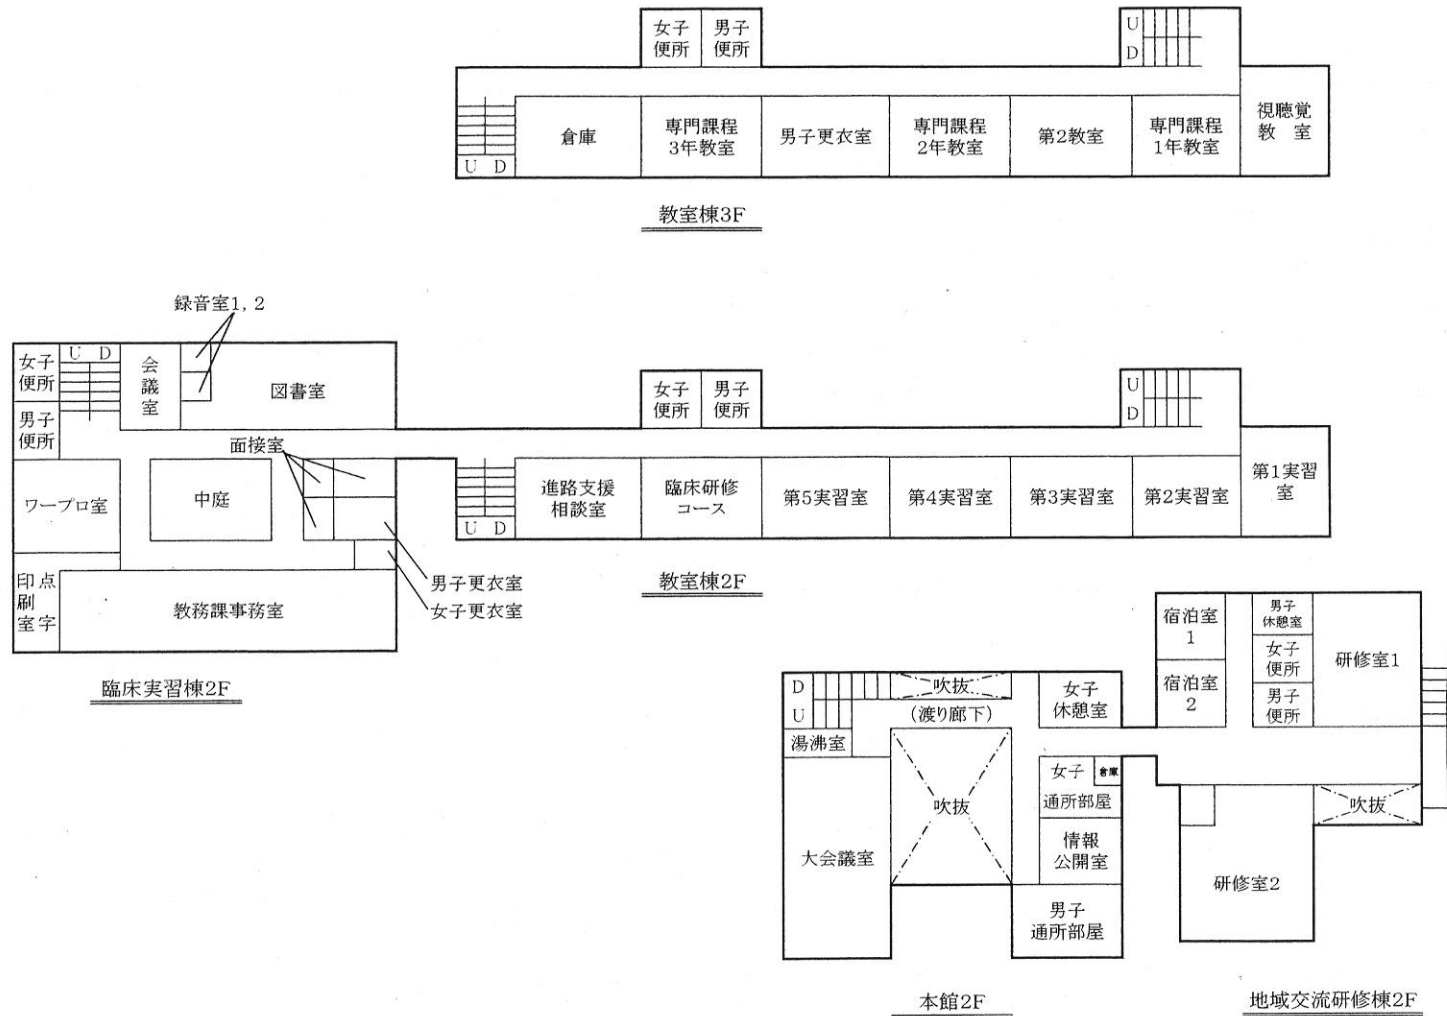 女子
便所
男子
便所
U
D
U D
倉庫
専門課程
3年教室
男子更衣室
専門課程
2年教室
第2教室
専門課程
1年教室
視聴覚
教 室
教室棟3F
録音室1, 2
女子
便所
U D
会
議
室
図書室
男子
便所
面接室
ワープロ室
中庭
印 点
刷
室 字
教務課事務室
男子更衣室
女子更衣室
臨床実習棟2F
女子
便所
男子
便所
U
D
U D
進路支援
相談室
臨床研修
コース
第5実習室
第4実習室
第3実習室
第2実習室
第1実習
室
教室棟2F
D
U
吹抜
(渡り廊下)
女子
休憩室
湯沸室
大会議室
吹抜
女子
倉庫
通所部屋
情報
公開室
男子
通所部屋
本館2F
宿泊室
1
宿泊室
2
男子
休憩室
女子
便所
男子
便所
研修室1
吹抜
研修室2
地域交流研修棟2F